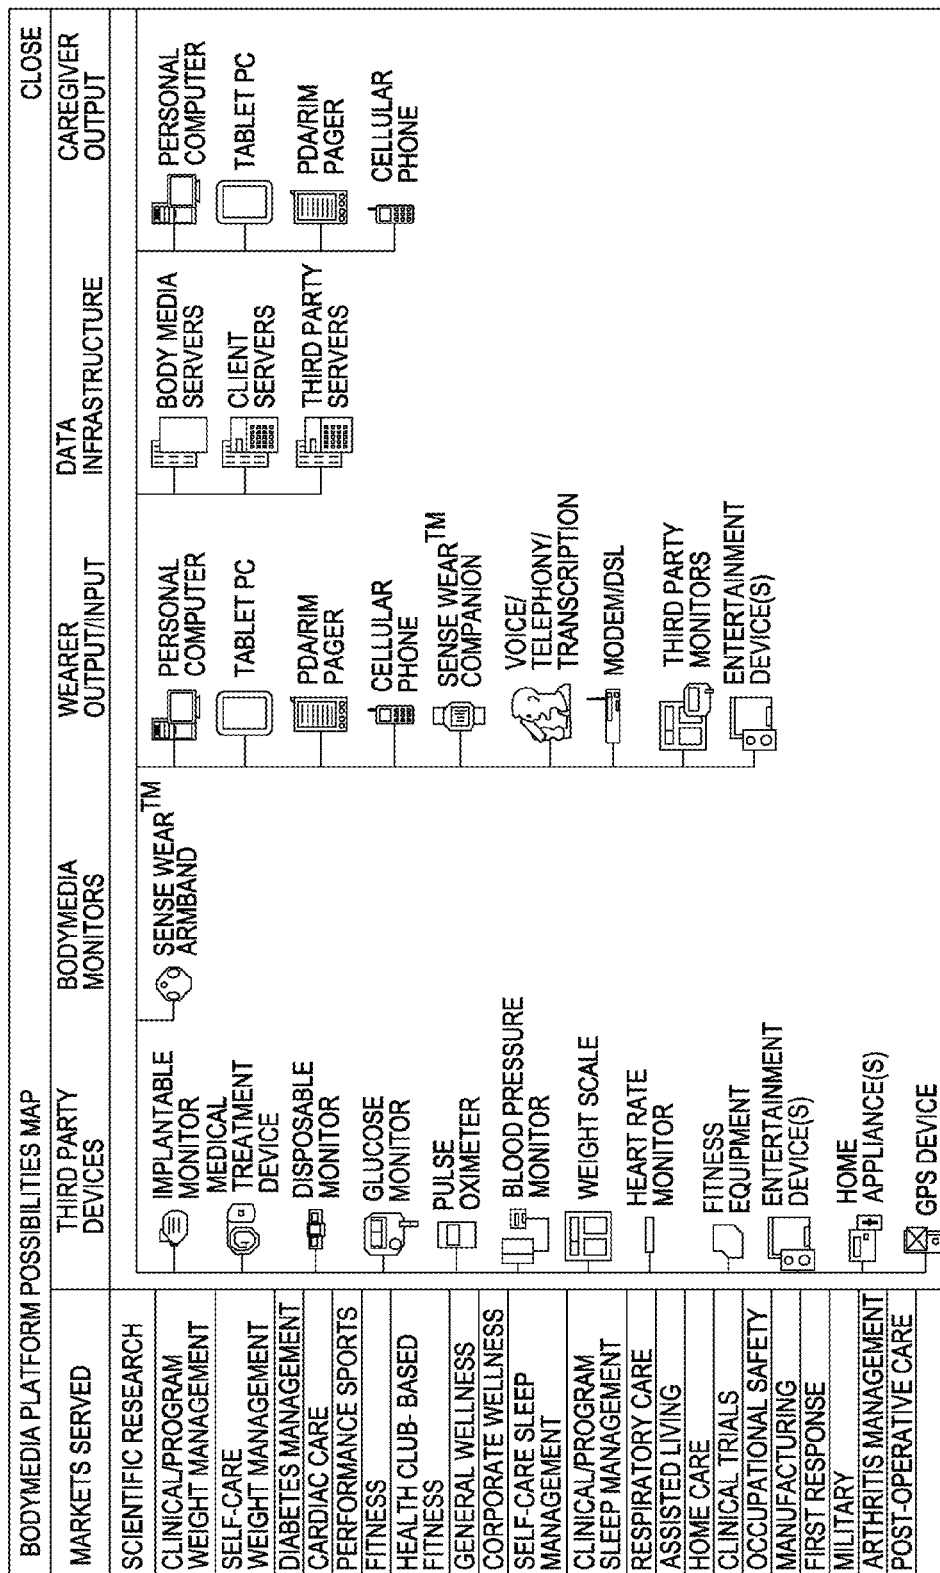 BODYMEDIA PLATFORM POSSIBILITIES MAP
CLOSE
MARKETS SERVED
THIRD PARTY
DEVICES
BODYMEDIA
MONITORS
WEARER
OUTPUT/INPUT
DATA
INFRASTRUCTURE
CAREGIVER
OUTPUT
SCIENTIFIC RESEARCH
CLINICAL/PROGRAM
WEIGHT MANAGEMENT
SELF-CARE
WEIGHT MANAGEMENT
DIABETES MANAGEMENT
CARDIAC CARE
PERFORMANCE SPORTS
FITNESS
HEALTH CLUB- BASED
FITNESS
GENERAL WELLNESS
CORPORATE WELLNESS
SELF-CARE SLEEP
MANAGEMENT
CLINICAL/PROGRAM
SLEEP MANAGEMENT
RESPIRATORY CARE
ASSISTED LIVING
HOME CARE
CLINICAL TRIALS
OCCUPATIONAL SAFETY
MANUFACTURING
FIRST RESPONSE
MILITARY
ARTHRITIS MANAGEMENT
POST-OPERATIVE CARE
IMPLANTABLE
MONITOR
MEDICAL
TREATMENT
DEVICE
DISPOSABLE
MONITOR
GLUCOSE
MONITOR
PULSE
OXIMETER
BLOOD PRESSURE
MONITOR
WEIGHT SCALE
HEART RATE
MONITOR
FITNESS
EQUIPMENT
ENTERTAINMENT
DEVICE(S)
HOME
APPLIANCE(S)
GPS DEVICE
SENSE WEAR™
ARMBAND
PERSONAL
COMPUTER
TABLET PC
PDA/RIM
PAGER
CELLULAR
PHONE
SENSE WEAR™
COMPANION
VOICE/
TELEPHONY/
TRANSCRIPTION
MODEM/DSL
THIRD PARTY
MONITORS
ENTERTAINMENT
DEVICE(S)
BODY MEDIA
SERVERS
CLIENT
SERVERS
THIRD PARTY
SERVERS
PERSONAL
COMPUTER
TABLET PC
PDA/RIM
PAGER
CELLULAR
PHONE